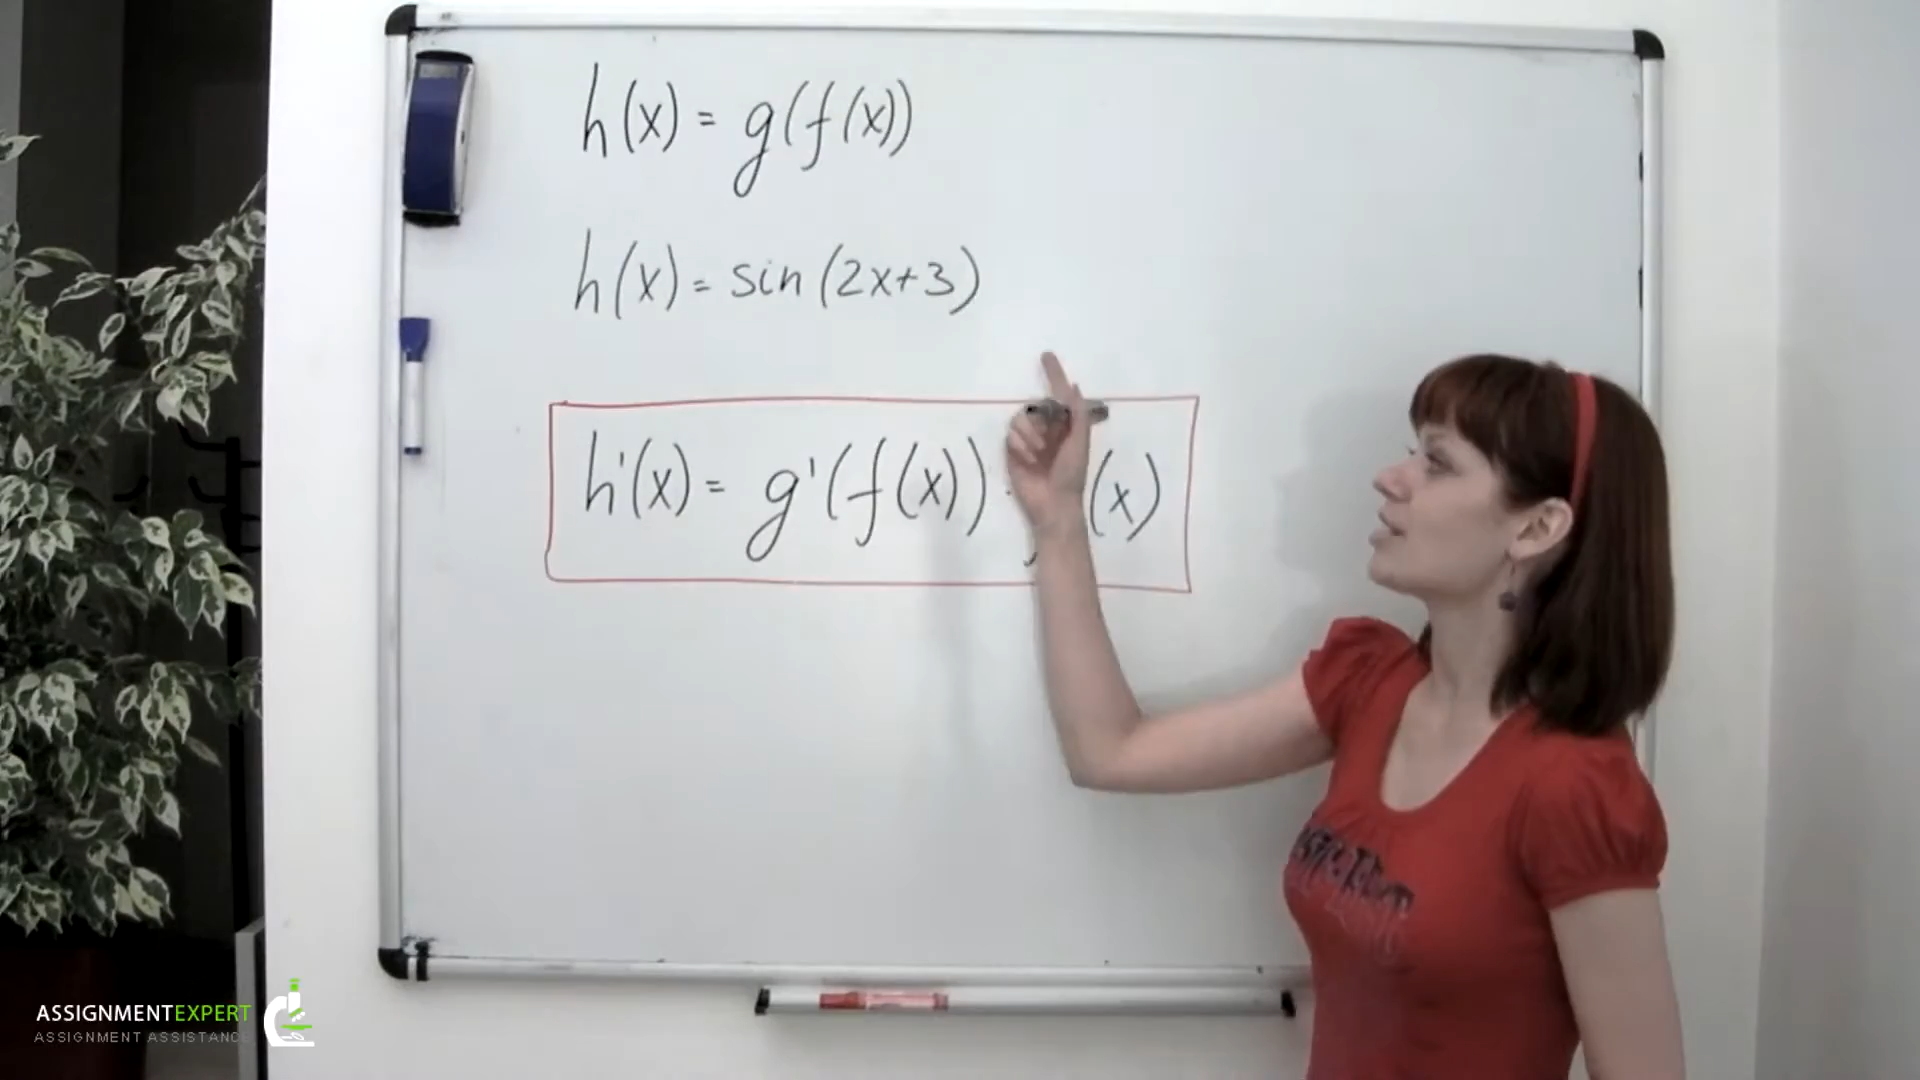 h(x) = g(f(x))
h(x) = sin(2x+3)
h'(x) = g'(f(x)) · (x)
ASSIGNMENTEXPERT
ASSIGNMENT ASSISTANCE